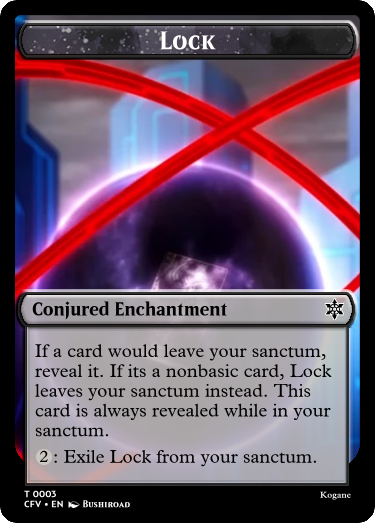 Lock
Conjured Enchantment
If a card would leave your sanctum,
reveal it. If its a nonbasic card, Lock
leaves your sanctum instead. This
card is always revealed while in your
sanctum.
2 : Exile Lock from your sanctum.
T 0003
Kogane
CFV • EN Bushiroad